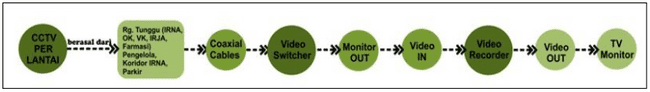 CCTV
PER
LANTAI
berasal dari
Rg. Tunggu (IRNA,
OK, VK, IRJA,
Farmasi)
Pengelola,
Koridor IRNA,
Parkir
Coaxial
Cables
Video
Switcher
Monitor
OUT
Video
IN
Video
Recorder
Video
OUT
TV
Monitor